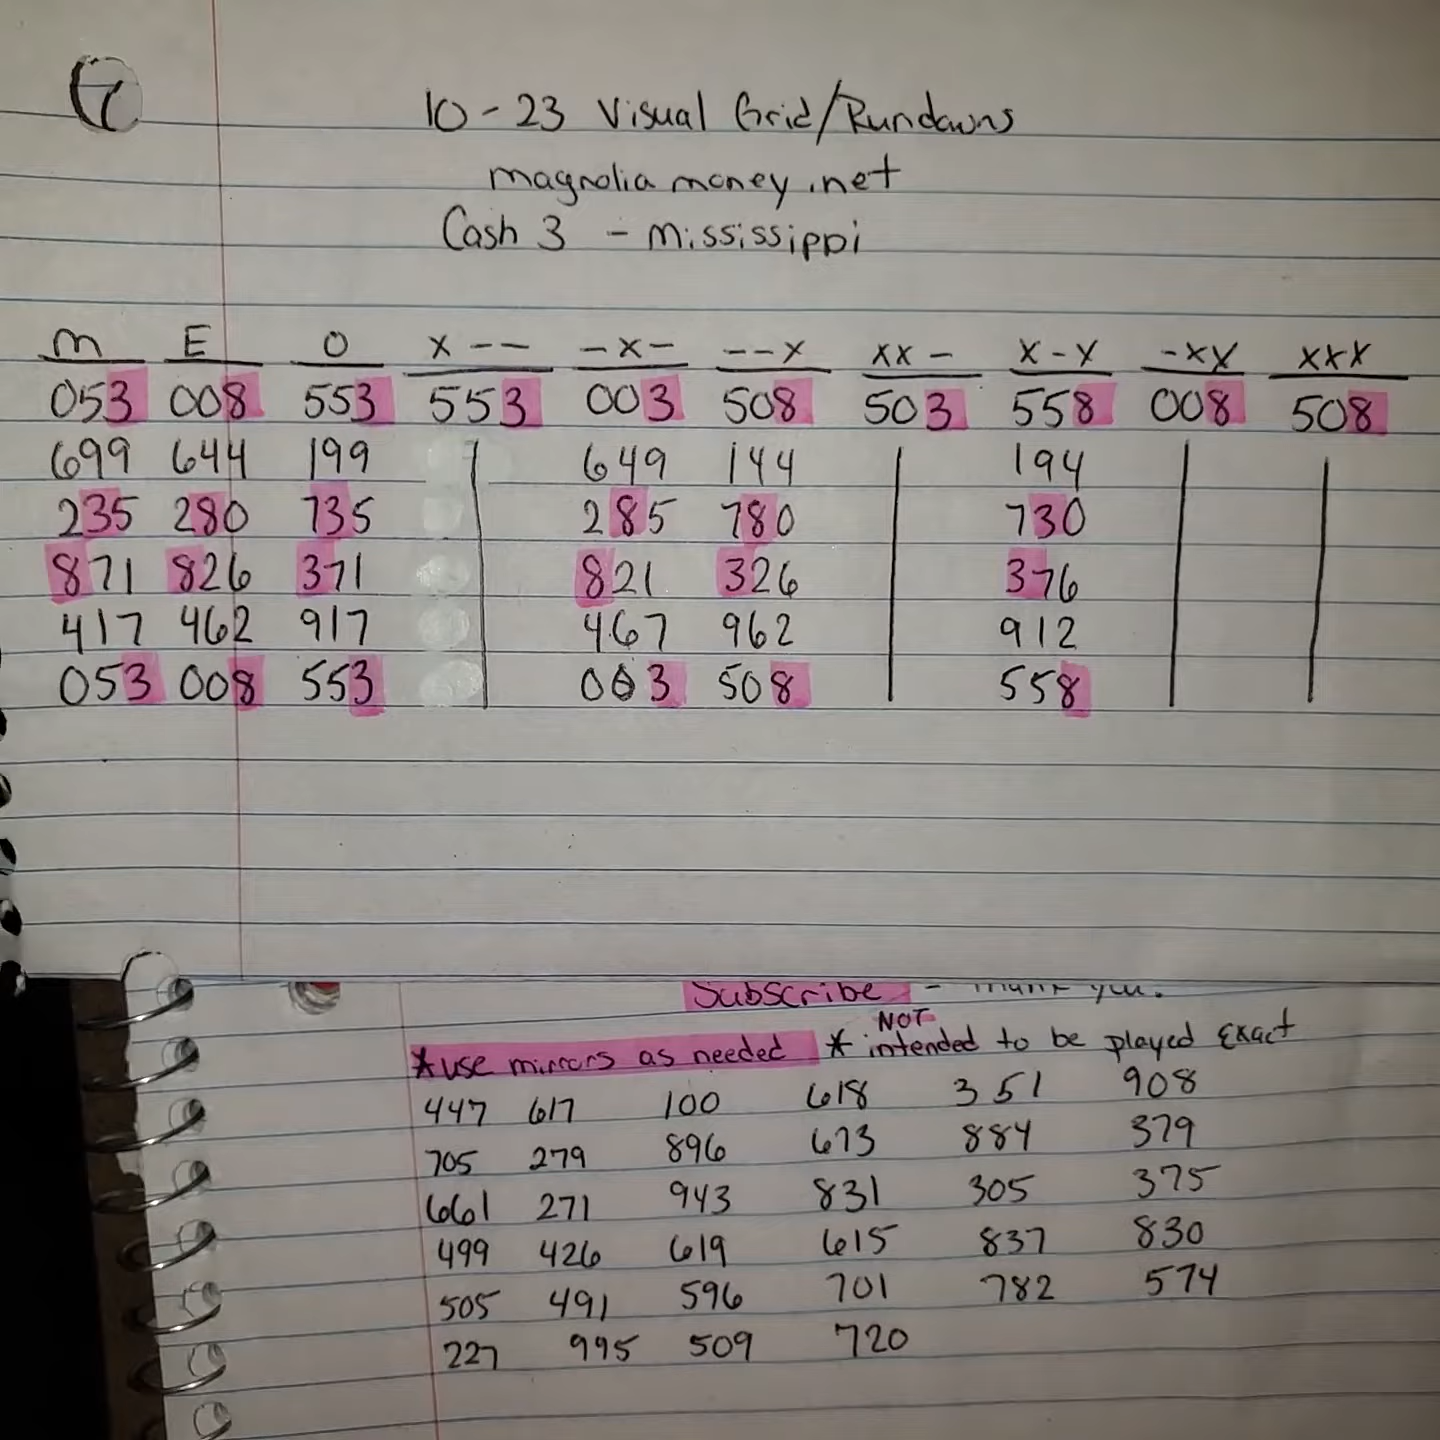 7
10-23 Visual Grid/Rundowns
magnolia money.net
Cash 3 - mississippi
m E O X-- -X- --X XX- X-X -XX XXX
053 008 553 553 003 508 503 558 008 508
699 644 199 649 144 194
235 280 735 285 780 730
871 826 371 821 326 376
417 462 917 467 962 912
053 008 553 003 508 558
Subscribe - Thank you.
NOT
*use mirrors as needed * intended to be played Exact
447 617 100 618 351 908
705 279 896 673 884 379
661 271 943 831 305 375
499 426 619 615 837 830
505 491 596 701 782 574
227 995 509 720